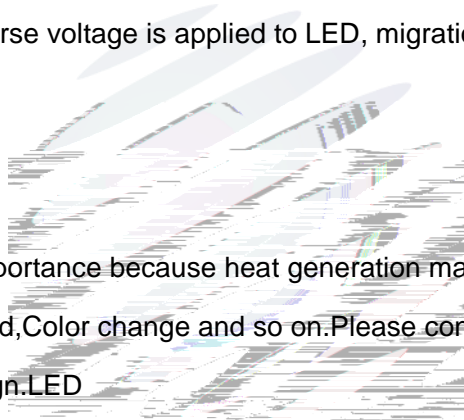 rse voltage is applied to LED, migratio
portance because heat generation ma
d,Color change and so on.Please con
gn.LED